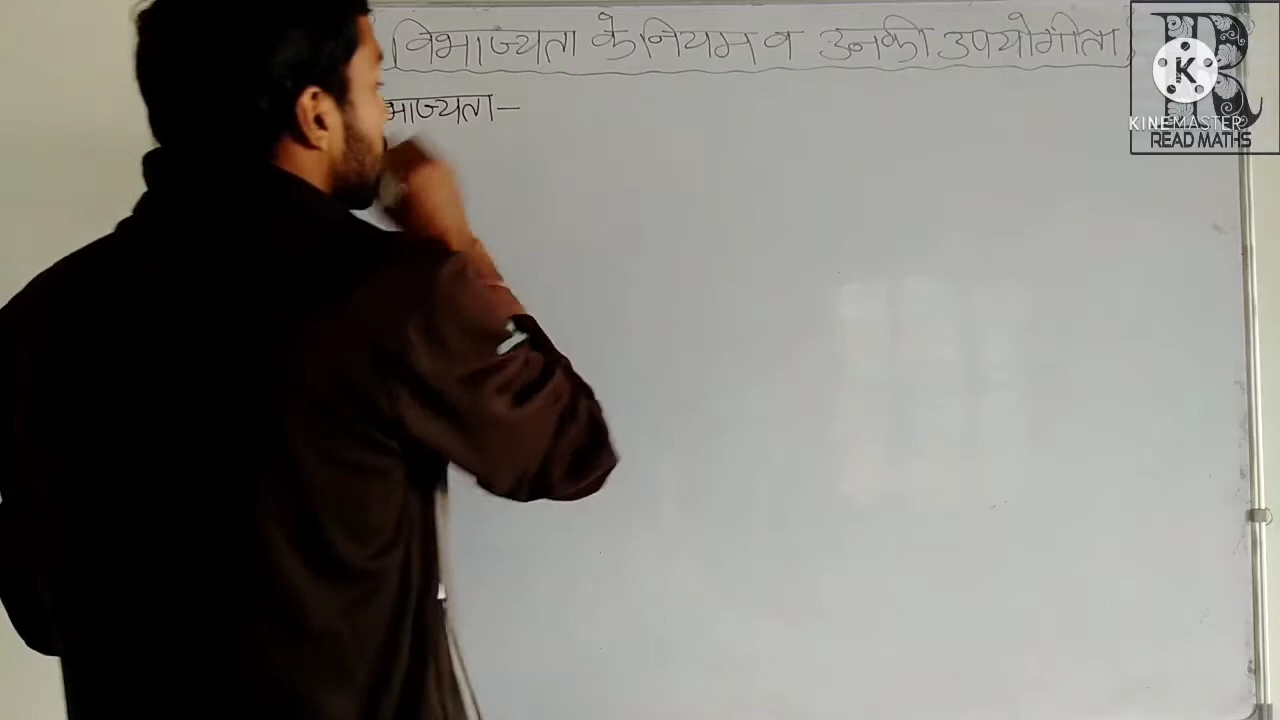 विभाज्यता के नियम व उनकी उपयोगीता
भाज्यता–
K
KINEMASTER
READ MATHS